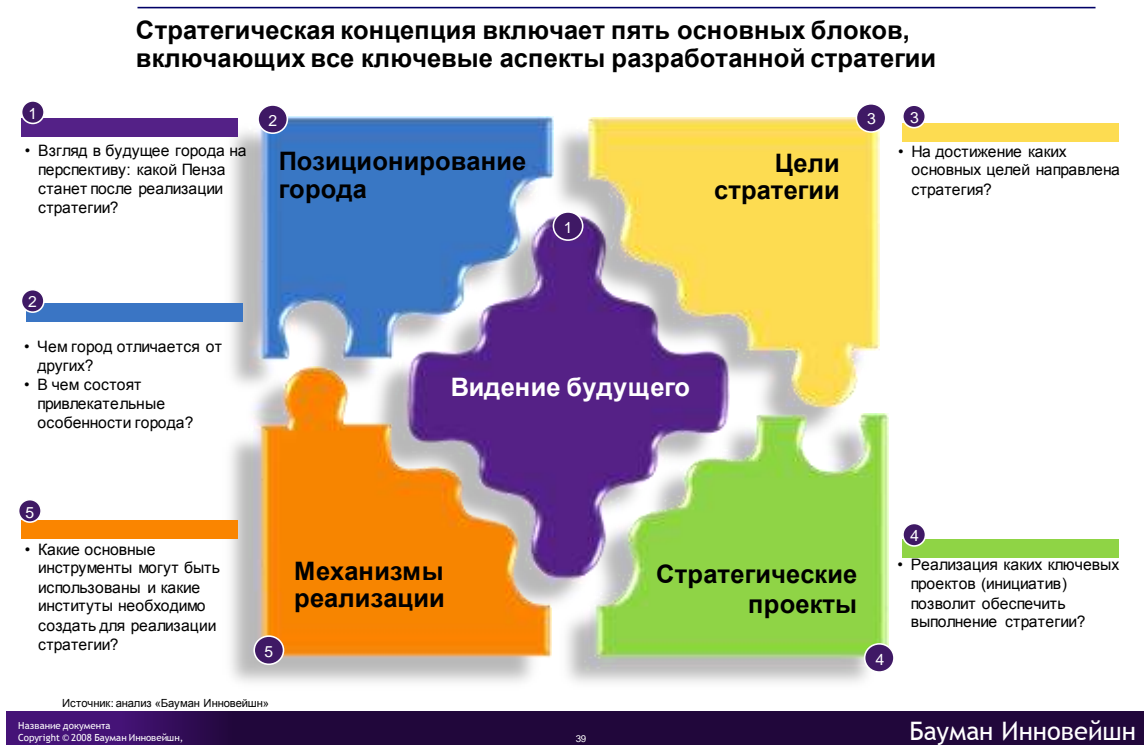 Стратегическая концепция включает пять основных блоков,
включающих все ключевые аспекты разработанной стратегии
1
• Взгляд в будущее города на
перспективу: какой Пенза
станет после реализации
стратегии?
2
• Чем город отличается от
других?
• В чем состоят
привлекательные
особенности города?
5
• Какие основные
инструменты могут быть
использованы и какие
институты необходимо
создать для реализации
стратегии?
2
Позиционирование
города
3
Цели
стратегии
1
Видение будущего
Механизмы
реализации
5
Стратегические
проекты
4
3
• На достижение каких
основных целей направлена
стратегия?
4
• Реализация каких ключевых
проектов (инициатив)
позволит обеспечить
выполнение стратегии?
Источник: анализ «Бауман Инновейшн»
Название документа
Copyright © 2008 Бауман Инновейшн,
39
Бауман Инновейшн